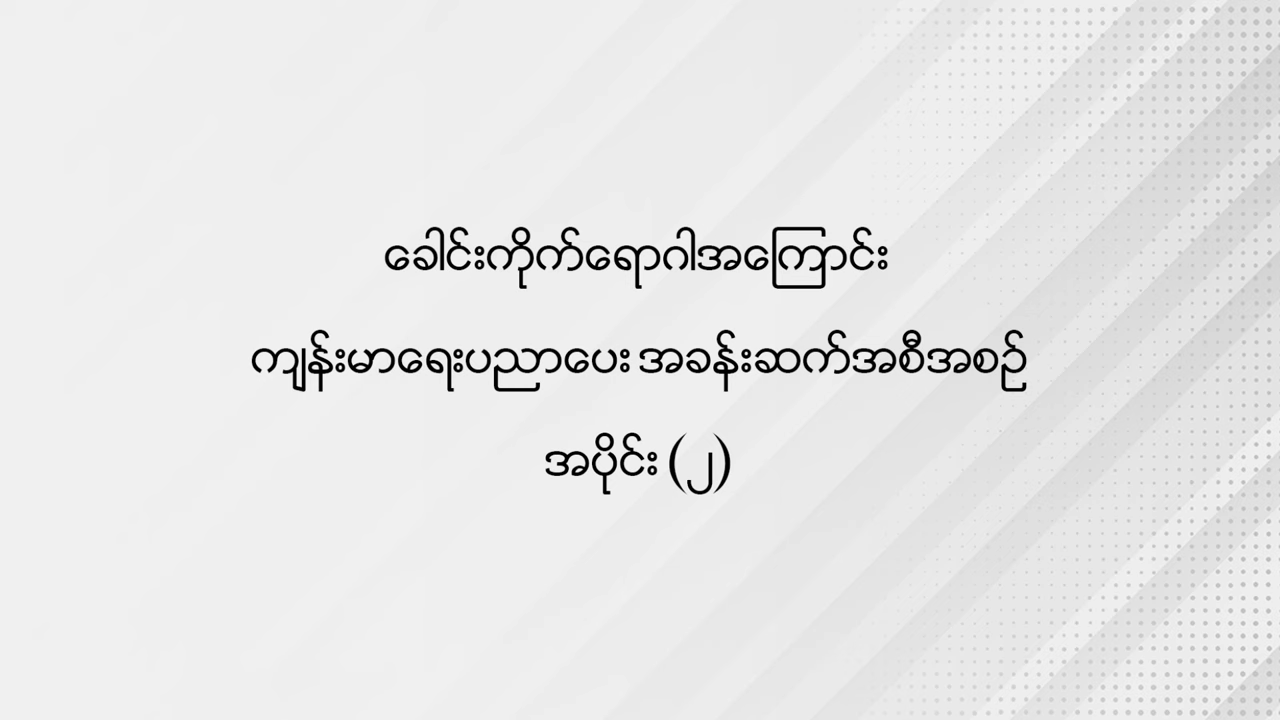 ခေါင်းကိုက်ရောဂါအကြောင်း
ကျန်းမာရေးပညာပေး အခန်းဆက်အစီအစဉ်
အပိုင်း (၂)